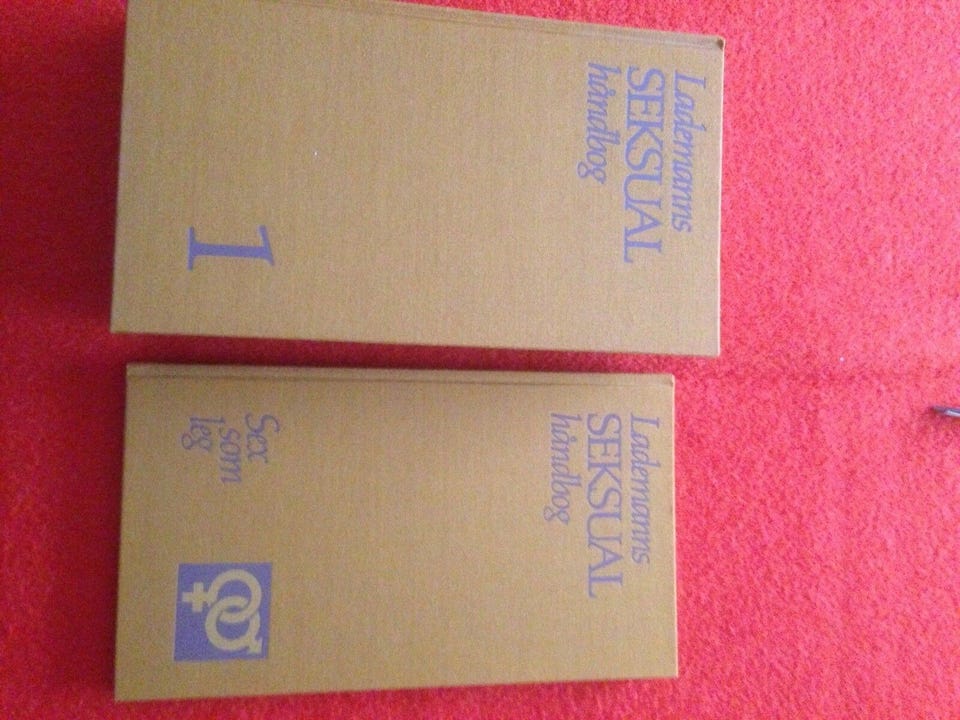 Lademanns
SEKSUAL
håndbog
1
Lademanns
SEKSUAL
håndbog
Sex
som
leg